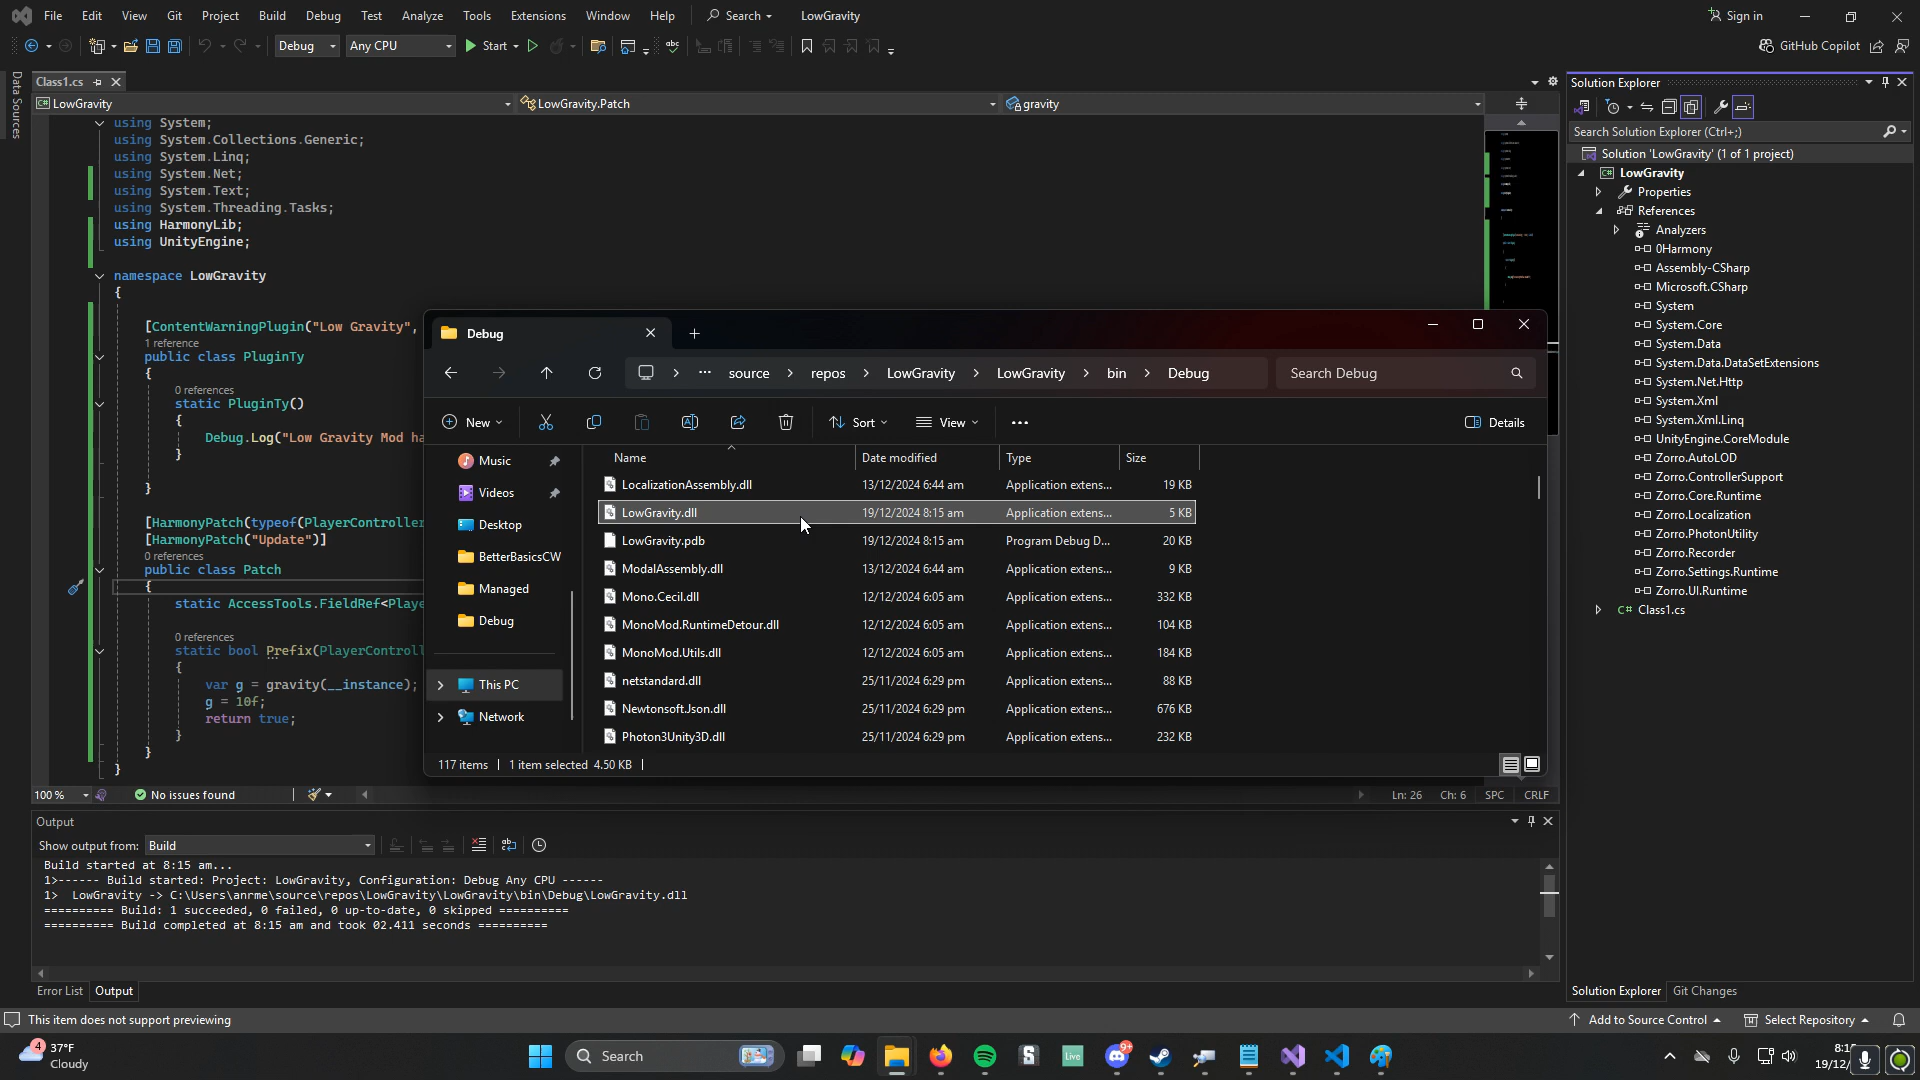 File Edit View Git Project Build Debug Test Analyze Tools Extensions Window Help Search LowGravity Sign in
Debug Any CPU Start GitHub Copilot
Data Sources
Class1.cs
LowGravity LowGravity.Patch gravity
using System;
using System.Collections.Generic;
using System.Linq;
using System.Net;
using System.Text;
using System.Threading.Tasks;
using HarmonyLib;
using UnityEngine;
namespace LowGravity
{
[ContentWarningPlugin("Low Gravity",
1 reference
public class PluginTy
{
0 references
static PluginTy()
{
Debug.Log("Low Gravity Mod ha
}
}
[HarmonyPatch(typeof(PlayerController
[HarmonyPatch("Update")]
0 references
public class Patch
{
static AccessTools.FieldRef<Playe
0 references
static bool Prefix(PlayerControll
{
var g = gravity(__instance);
g = 10f;
return true;
}
}
}
100 % No issues found Ln: 26 Ch: 6 SPC CRLF
Debug
source repos LowGravity LowGravity bin Debug Search Debug
New Sort View Details
Music
Videos
Desktop
BetterBasicsCW
Managed
Debug
This PC
Network
Name Date modified Type Size
LocalizationAssembly.dll 13/12/2024 6:44 am Application extens... 19 KB
LowGravity.dll 19/12/2024 8:15 am Application extens... 5 KB
LowGravity.pdb 19/12/2024 8:15 am Program Debug D... 20 KB
ModalAssembly.dll 13/12/2024 6:44 am Application extens... 9 KB
Mono.Cecil.dll 12/12/2024 6:05 am Application extens... 332 KB
MonoMod.RuntimeDetour.dll 12/12/2024 6:05 am Application extens... 104 KB
MonoMod.Utils.dll 12/12/2024 6:05 am Application extens... 184 KB
netstandard.dll 25/11/2024 6:29 pm Application extens... 88 KB
Newtonsoft.Json.dll 25/11/2024 6:29 pm Application extens... 676 KB
Photon3Unity3D.dll 25/11/2024 6:29 pm Application extens... 232 KB
117 items 1 item selected 4.50 KB
Solution Explorer
Search Solution Explorer (Ctrl+;)
Solution 'LowGravity' (1 of 1 project)
LowGravity
Properties
References
Analyzers
0Harmony
Assembly-CSharp
Microsoft.CSharp
System
System.Core
System.Data
System.Data.DataSetExtensions
System.Net.Http
System.Xml
System.Xml.Linq
UnityEngine.CoreModule
Zorro.AutoLOD
Zorro.ControllerSupport
Zorro.Core.Runtime
Zorro.Localization
Zorro.PhotonUtility
Zorro.Recorder
Zorro.Settings.Runtime
Zorro.UI.Runtime
C# Class1.cs
Output
Show output from: Build
Build started at 8:15 am...
1>------ Build started: Project: LowGravity, Configuration: Debug Any CPU ------
1> LowGravity -> C:\Users\anrme\source\repos\LowGravity\LowGravity\bin\Debug\LowGravity.dll
========== Build: 1 succeeded, 0 failed, 0 up-to-date, 0 skipped ==========
========== Build completed at 8:15 am and took 02.411 seconds ==========
Error List Output
Solution Explorer Git Changes
This item does not support previewing Add to Source Control Select Repository
4 37°F
Cloudy
Search
Live
9+
19/12/